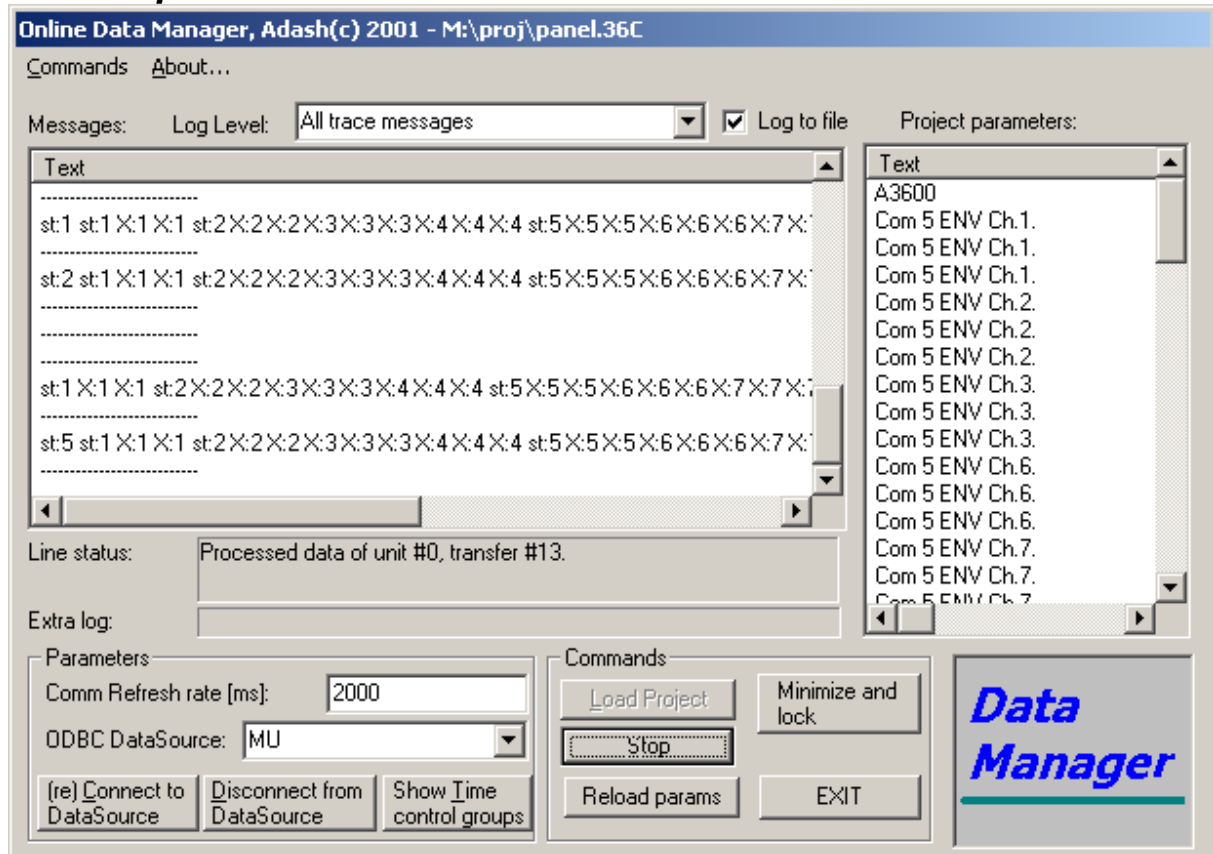 Online Data Manager, Adash(c) 2001 - M:\proj\panel.36C
Commands About...
Messages: Log Level: All trace messages Log to file
Text
---------------------------
st:1 st:1 X:1 X:1 st:2 X:2 X:2 X:3 X:3 X:3 X:4 X:4 X:4 st:5 X:5 X:5 X:6 X:6 X:6 X:7 X:
---------------------------
st:2 st:1 X:1 X:1 st:2 X:2 X:2 X:3 X:3 X:3 X:4 X:4 X:4 st:5 X:5 X:5 X:6 X:6 X:6 X:7 X:
---------------------------
---------------------------
---------------------------
st:1 X:1 X:1 st:2 X:2 X:2 X:3 X:3 X:3 X:4 X:4 X:4 st:5 X:5 X:5 X:6 X:6 X:6 X:7 X:7 X:
---------------------------
st:5 st:1 X:1 X:1 st:2 X:2 X:2 X:3 X:3 X:3 X:4 X:4 X:4 st:5 X:5 X:5 X:6 X:6 X:6 X:7 X:
---------------------------
Project parameters:
Text
A3600
Com 5 ENV Ch.1.
Com 5 ENV Ch.1.
Com 5 ENV Ch.1.
Com 5 ENV Ch.2.
Com 5 ENV Ch.2.
Com 5 ENV Ch.2.
Com 5 ENV Ch.3.
Com 5 ENV Ch.3.
Com 5 ENV Ch.3.
Com 5 ENV Ch.6.
Com 5 ENV Ch.6.
Com 5 ENV Ch.6.
Com 5 ENV Ch.7.
Com 5 ENV Ch.7.
Com 5 ENV Ch.7
Line status: Processed data of unit #0, transfer #13.
Extra log:
Parameters
Comm Refresh rate [ms]: 2000
ODBC DataSource: MU
(re) Connect to
DataSource
Disconnect from
DataSource
Show Time
control groups
Commands
Load Project
Stop
Reload params
Minimize and
lock
EXIT
Data
Manager